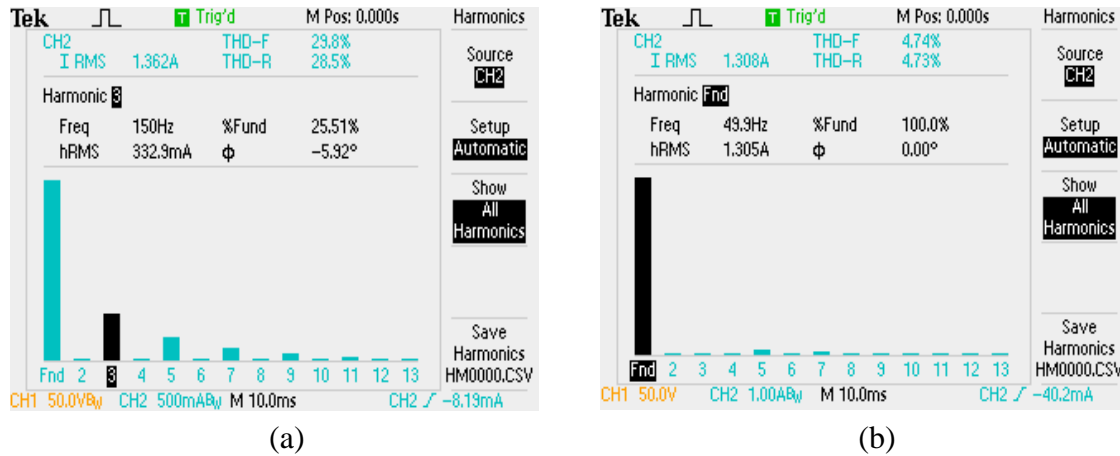 Tek T Trig'd M Pos: 0.000s Harmonics
CH2 THD-F 29.8%
I RMS 1.362A THD-R 28.5%
Source
CH2
Harmonic 3
Freq 150Hz %Fund 25.51%
hRMS 332.9mA Φ -5.92°
Setup
Automatic
Show
All
Harmonics
Save
Harmonics
HM0000.CSV
Fnd 2 3 4 5 6 7 8 9 10 11 12 13
CH1 50.0VBW CH2 500mABW M 10.0ms CH2 -8.19mA
(a)
Tek T Trig'd M Pos: 0.000s Harmonics
CH2 THD-F 4.74%
I RMS 1.308A THD-R 4.73%
Source
CH2
Harmonic Fnd
Freq 49.9Hz %Fund 100.0%
hRMS 1.305A Φ 0.00°
Setup
Automatic
Show
All
Harmonics
Save
Harmonics
HM0000.CSV
Fnd 2 3 4 5 6 7 8 9 10 11 12 13
CH1 50.0V CH2 1.00ABW M 10.0ms CH2 -40.2mA
(b)